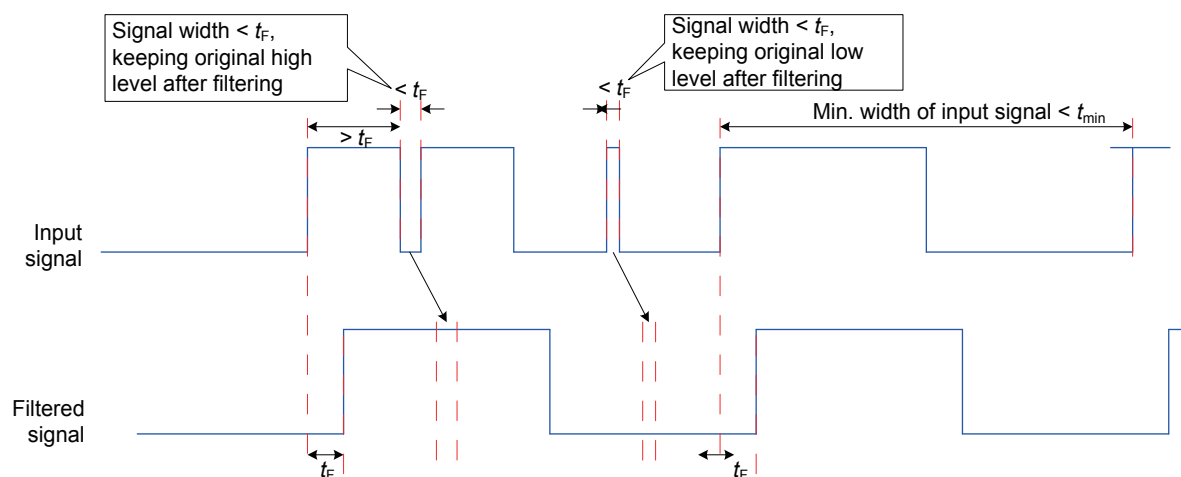 Signal width < tF,
keeping original high
level after filtering
Signal width < tF,
keeping original low
level after filtering
< tF
< tF
> tF
Min. width of input signal < tmin
Input
signal
Filtered
signal
tF
tF